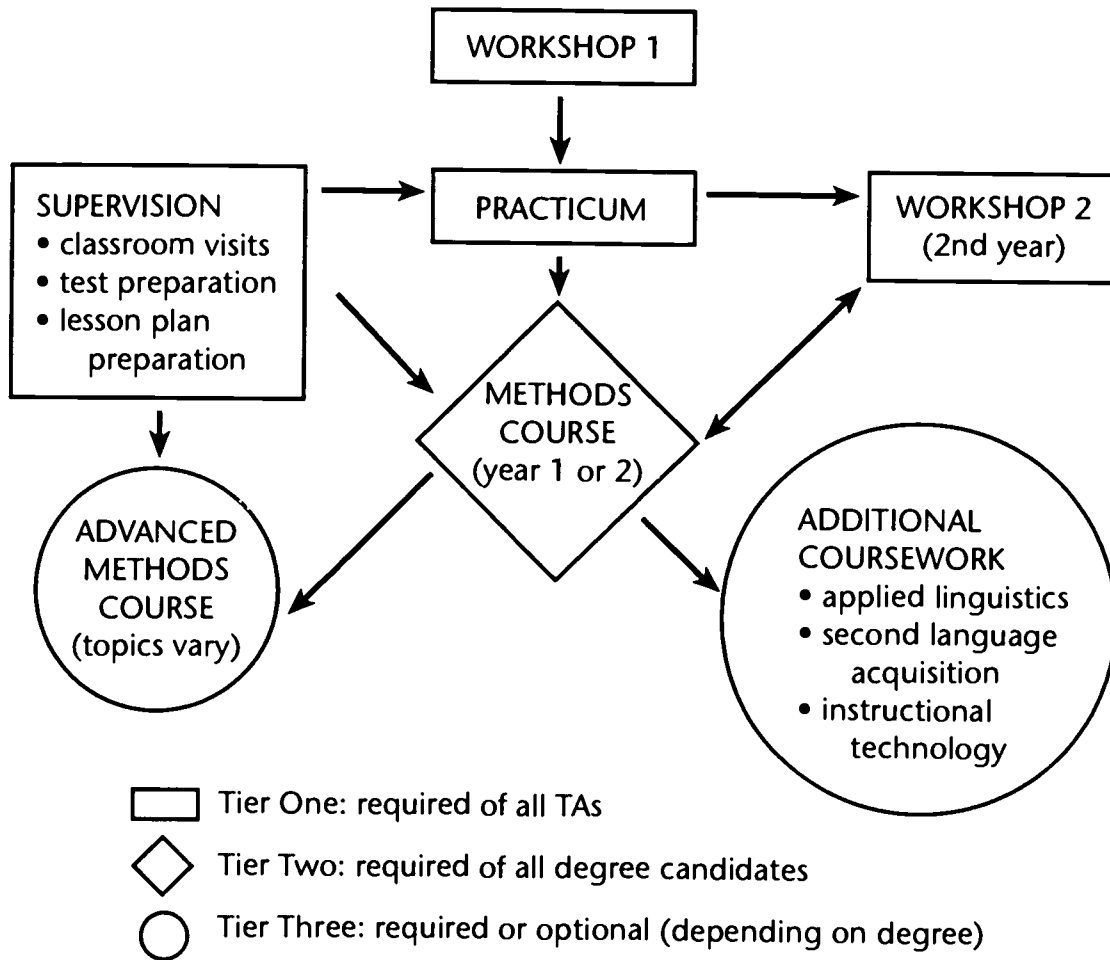 WORKSHOP 1
SUPERVISION
• classroom visits
• test preparation
• lesson plan
preparation
PRACTICUM
WORKSHOP 2
(2nd year)
METHODS
COURSE
(year 1 or 2)
ADVANCED
METHODS
COURSE
(topics vary)
ADDITIONAL
COURSEWORK
• applied linguistics
• second language
acquisition
• instructional
technology
Tier One: required of all TAs
Tier Two: required of all degree candidates
Tier Three: required or optional (depending on degree)